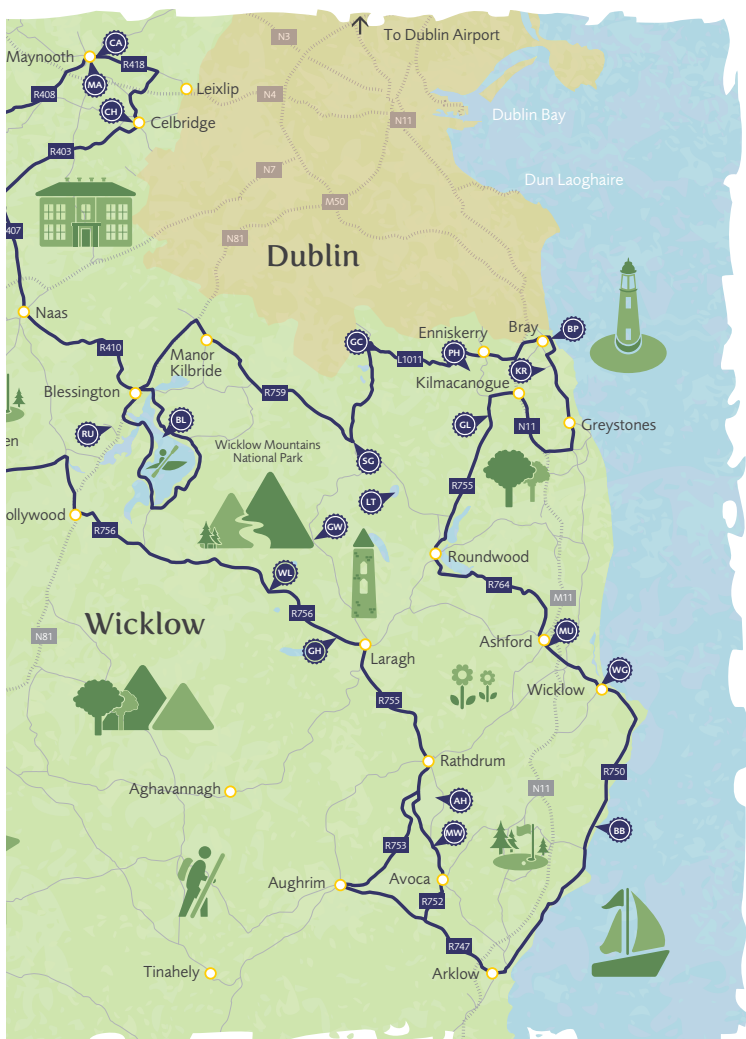 To Dublin Airport
N3
CA
Maynooth
R418
MA
Leixlip
R408
N4
CH
Celbridge
N11
Dublin Bay
R403
N7
Dun Laoghaire
M50
407
N81
Dublin
Naas
Enniskerry
Bray
BP
GC
R410
Manor
Kilbride
L1011
PH
KR
Kilmacanogue
Blessington
R759
BL
GL
N11
Greystones
RU
en
Wicklow Mountains
National Park
SG
R755
LT
ollywood
R756
GW
Roundwood
WL
R764
R756
M11
Wicklow
N81
GH
Laragh
Ashford
MU
WG
Wicklow
R755
Rathdrum
R750
Aghavannagh
AH
N11
MW
BB
R753
Aughrim
Avoca
R752
R747
Tinahely
Arklow